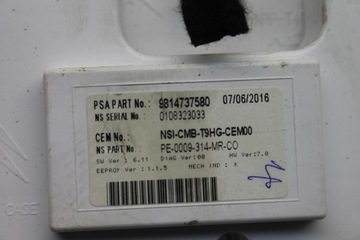 PSA PART No.: 9814737580 07/06/2016
NS SERIAL No: 0108323033
CEM No.: NSI-CMB-T9HG-CEM00
NS PART No.: PE-0009-314-MR-CO
SW Ver : 6.11 DIAG Ver:00 HW Ver:7.0
EEPROM Ver : 1.1.5 MECH IND : K
CASE